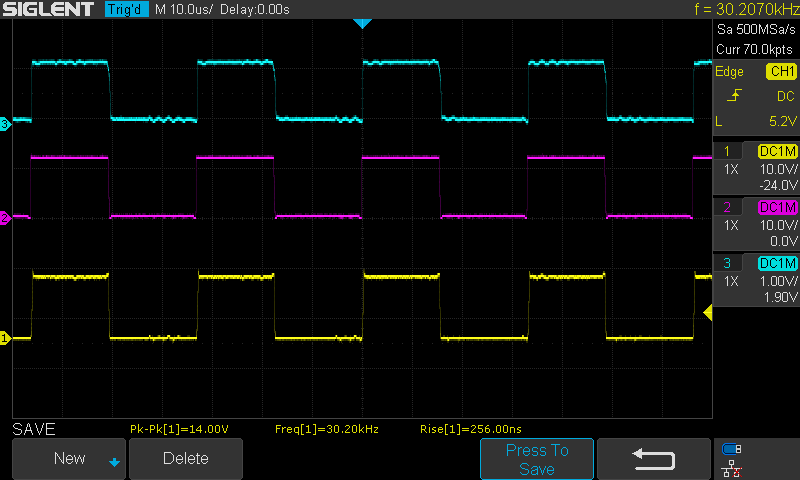 SIGLENT Trig'd M 10.0us/ Delay:0.00s f = 30.2070kHz
Sa 500MSa/s
Curr 70.0kpts
Edge CH1
DC
L 5.2V
1 DC1M
1X 10.0V/
-24.0V
2 DC1M
1X 10.0V/
0.0V
3 DC1M
1X 1.00V/
1.90V
3
2
1
SAVE Pk-Pk[1]=14.00V Freq[1]=30.20kHz Rise[1]=256.00ns
New Delete Press To
Save